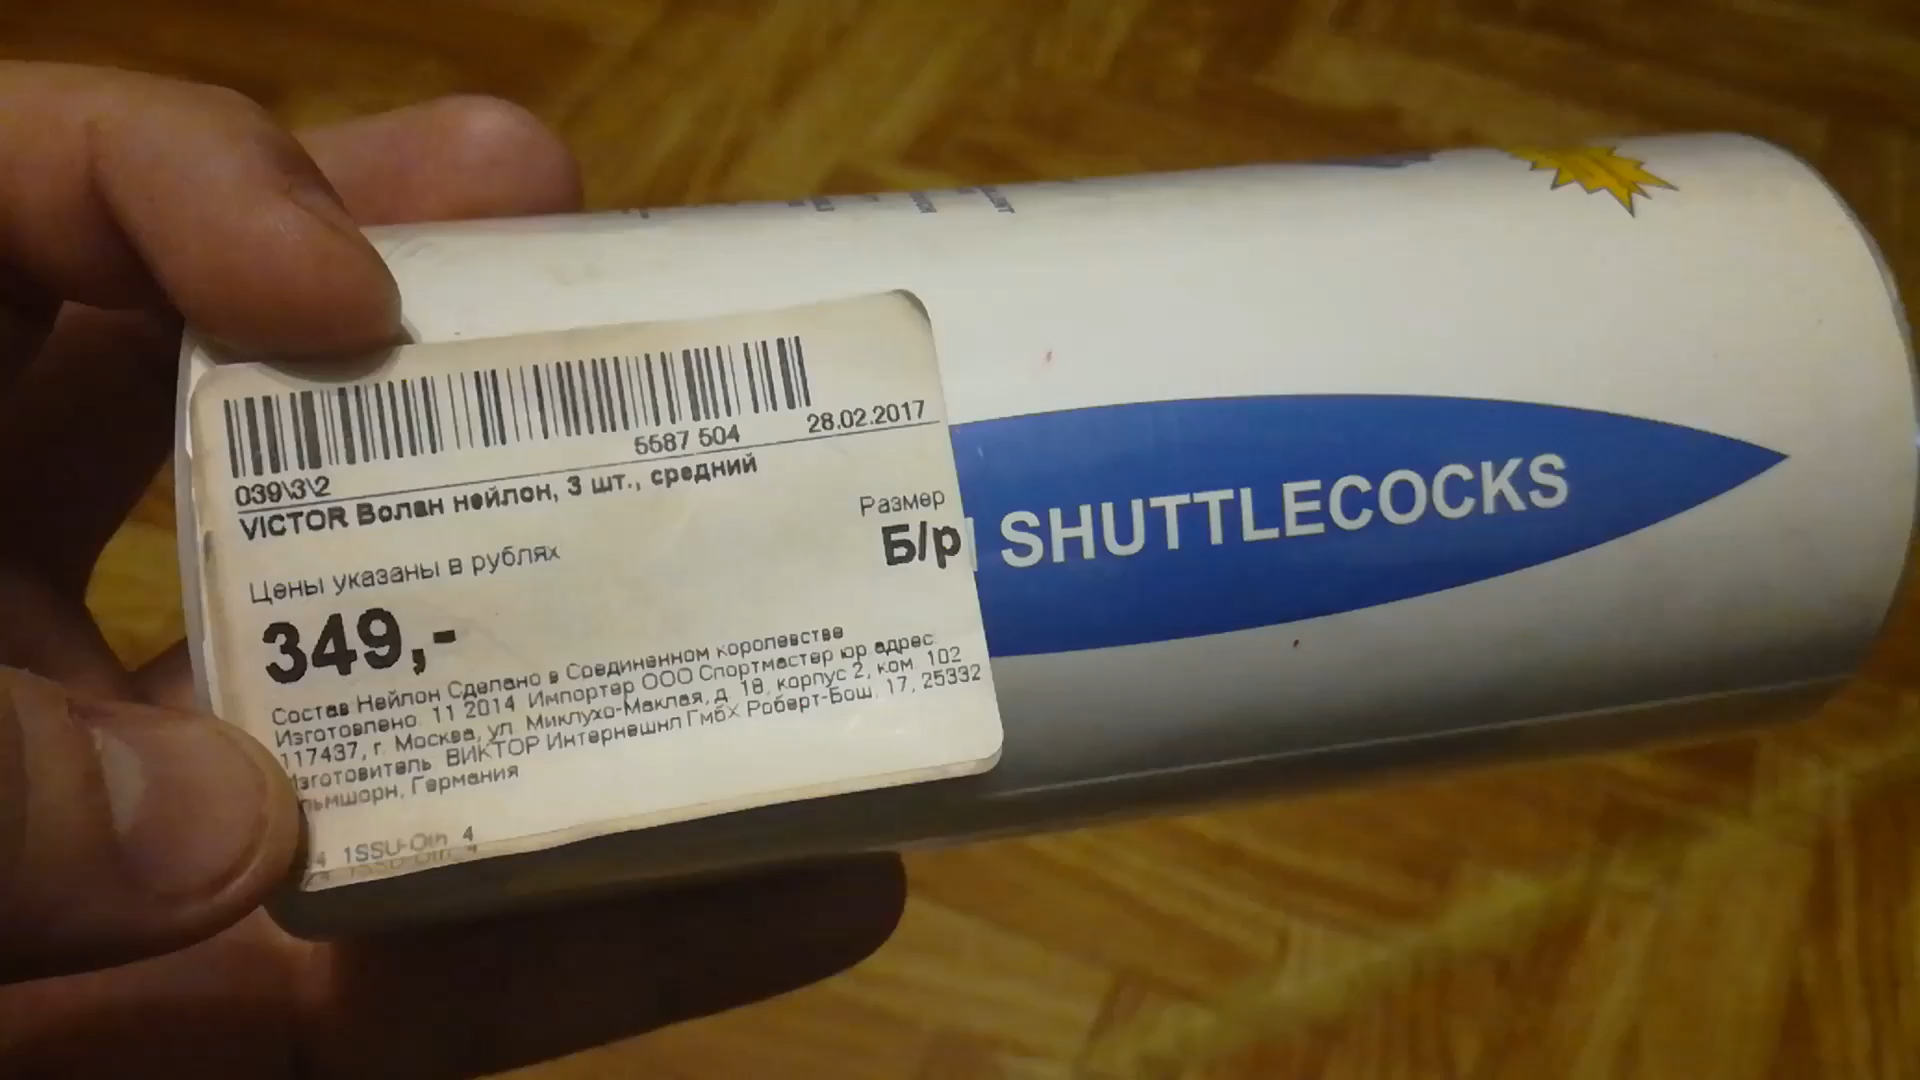 5587 504 28.02.2017
039\3\2
VICTOR Волан нейлон, 3 шт., средний
Размер
Б/р
Цены указаны в рублях
349,-
Состав Нейлон Сделано в Соединенном королевстве
Изготовлено: 11 2014 Импортер ООО Спортмастер юр адрес:
117437, г. Москва, ул. Миклухо-Маклая, д. 18, корпус 2, ком. 102
Изготовитель ВИКТОР Интернешнл Гмбх Роберт-Бош, 17, 25332
льмшорн, Германия
1SSU-Oth 4
SHUTTLECOCKS